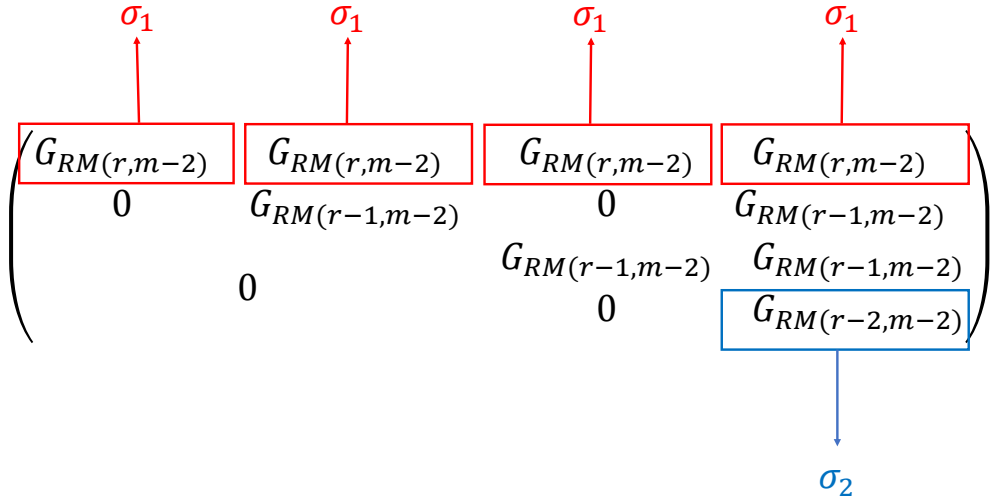 σ₁ σ₁ σ₁ σ₁
G_{RM(r,m−2)} G_{RM(r,m−2)} G_{RM(r,m−2)} G_{RM(r,m−2)}
0 G_{RM(r−1,m−2)} 0 G_{RM(r−1,m−2)}
G_{RM(r−1,m−2)} G_{RM(r−1,m−2)}
0 0 G_{RM(r−2,m−2)}
σ₂